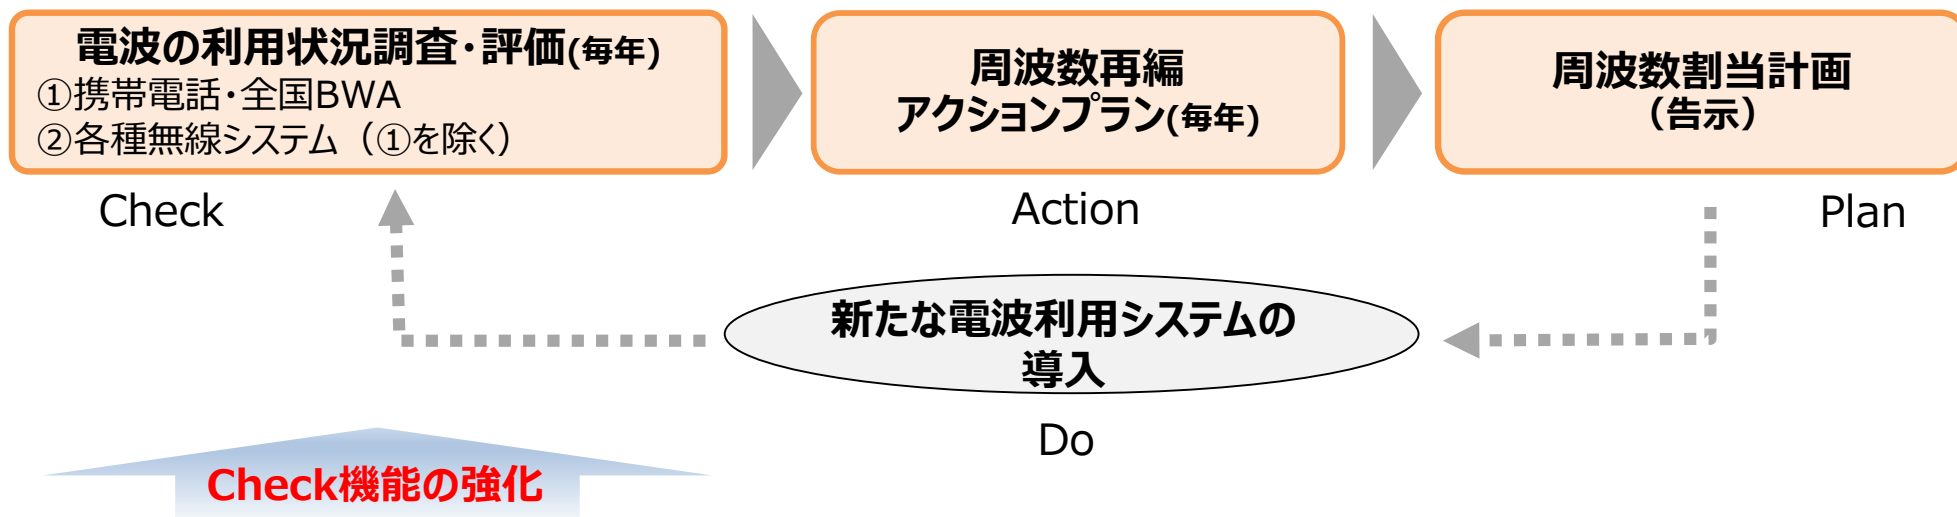 電波の利用状況調査・評価(毎年)
①携帯電話・全国BWA
②各種無線システム（①を除く）
Check
周波数再編
アクションプラン(毎年)
Action
周波数割当計画
（告示）
Plan
新たな電波利用システムの
導入
Do
Check機能の強化